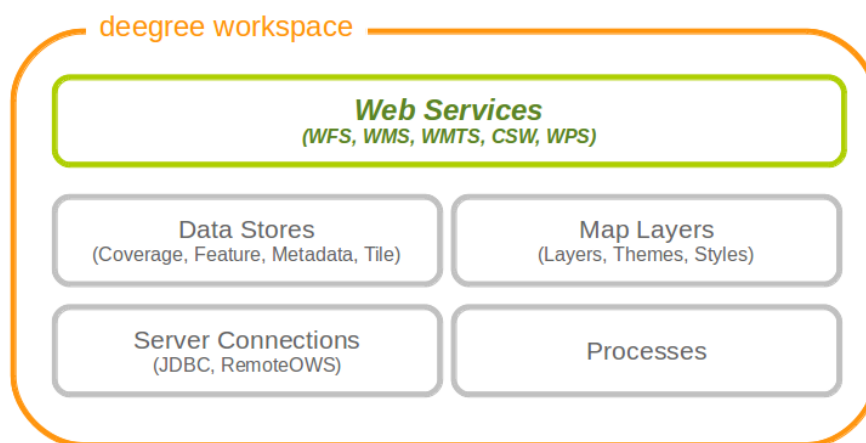 deegree workspace
Web Services
(WFS, WMS, WMTS, CSW, WPS)
Data Stores
(Coverage, Feature, Metadata, Tile)
Map Layers
(Layers, Themes, Styles)
Server Connections
(JDBC, RemoteOWS)
Processes